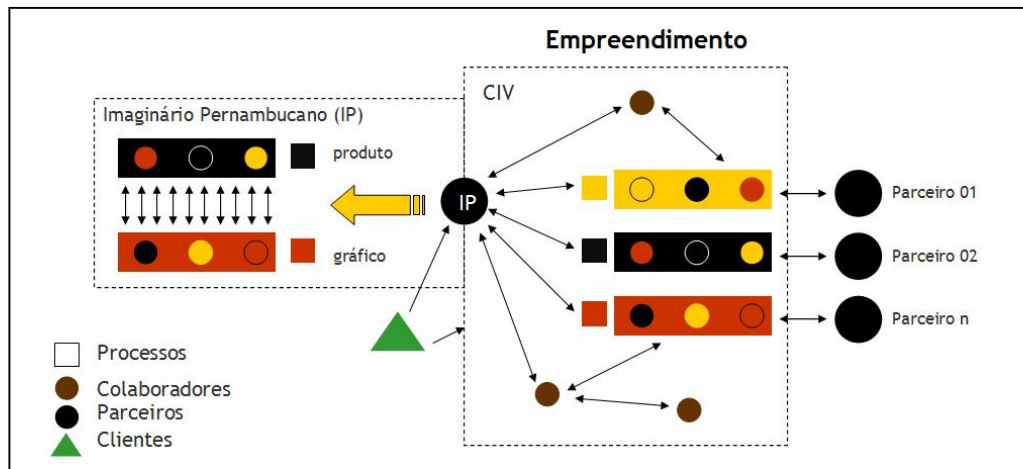 Empreendimento
CIV
Imaginário Pernambucano (IP)
produto
gráfico
IP
Parceiro 01
Parceiro 02
Parceiro n
Processos
Colaboradores
Parceiros
Clientes